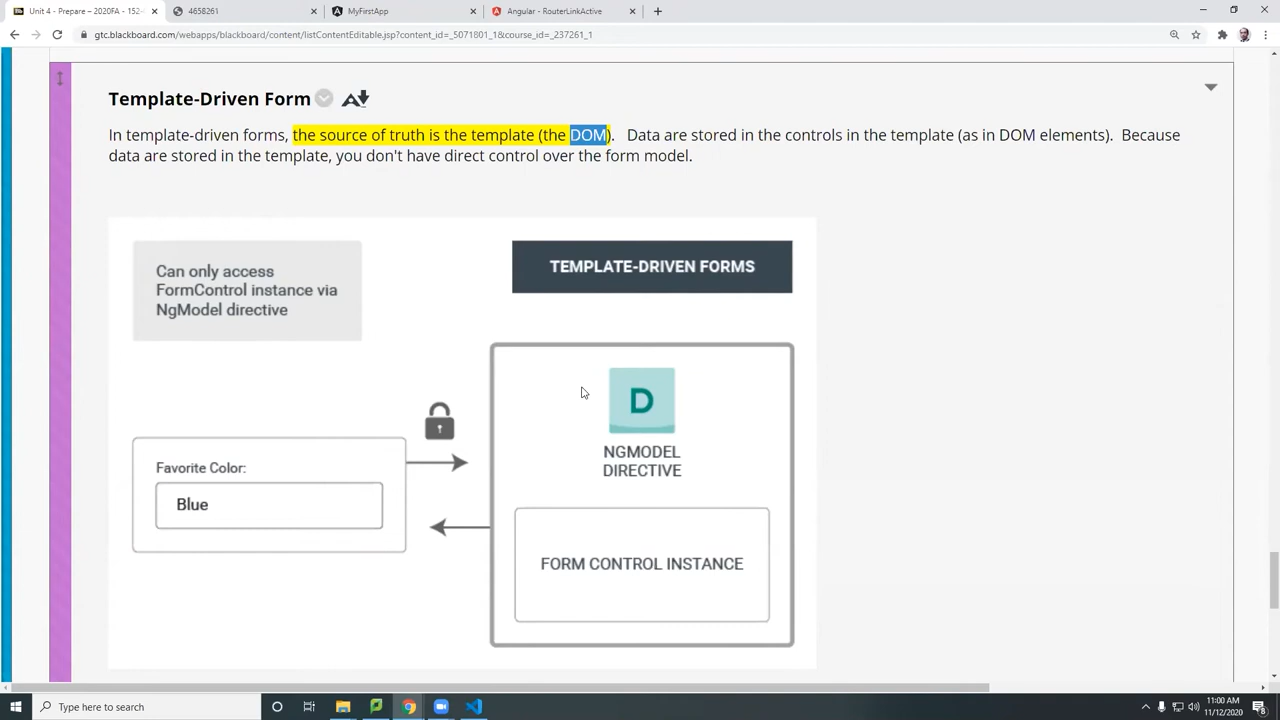 Unit 4 - Prepare – 2020FA - 152-
4658261
MyFirstApp
Angular - RouterLinkActive
gtc.blackboard.com/webapps/blackboard/content/listContentEditable.jsp?content_id=_5071801_1&course_id=_237261_1
Template-Driven Form
In template-driven forms, the source of truth is the template (the DOM). Data are stored in the controls in the template (as in DOM elements). Because
data are stored in the template, you don't have direct control over the form model.
Can only access
FormControl instance via
NgModel directive
TEMPLATE-DRIVEN FORMS
D
NGMODEL
DIRECTIVE
Favorite Color:
Blue
FORM CONTROL INSTANCE
Type here to search
11:00 AM
11/12/2020
8